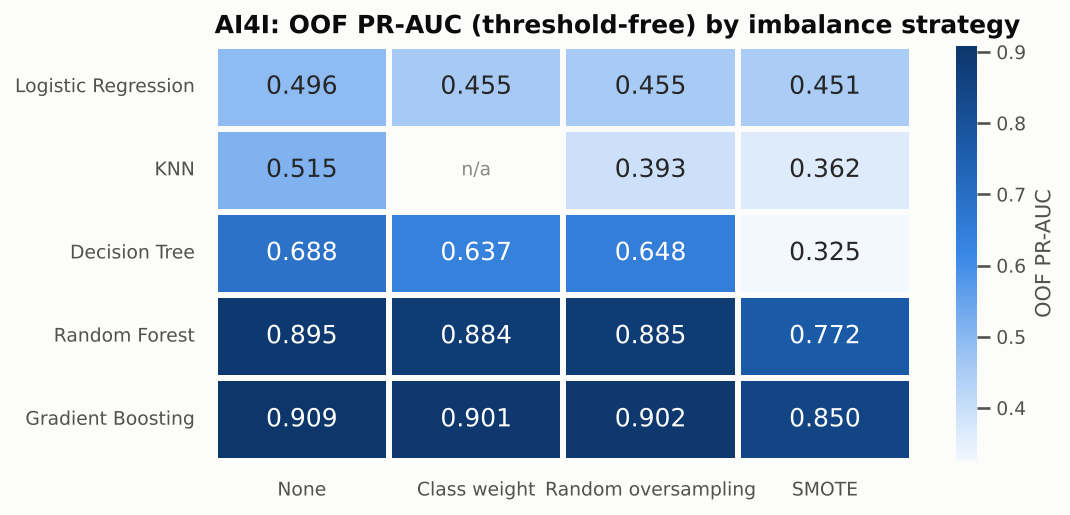 AI4I: OOF PR-AUC (threshold-free) by imbalance strategy
Logistic Regression 0.496 0.455 0.455 0.451
KNN 0.515 n/a 0.393 0.362
Decision Tree 0.688 0.637 0.648 0.325
Random Forest 0.895 0.884 0.885 0.772
Gradient Boosting 0.909 0.901 0.902 0.850
None Class weight Random oversampling SMOTE
0.9
0.8
0.7
0.6
0.5
0.4
OOF PR-AUC